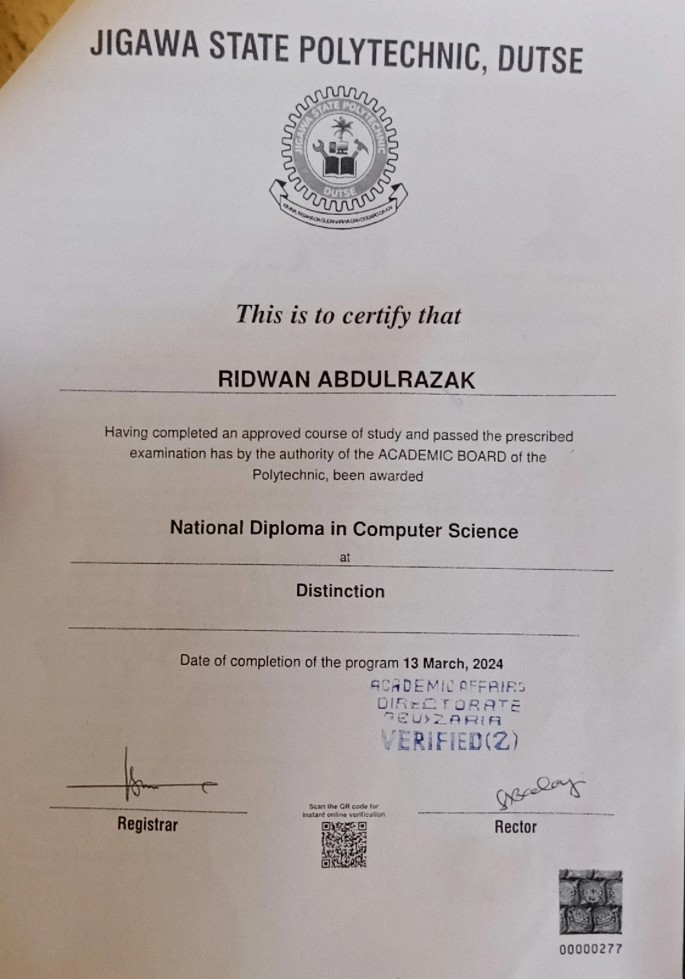 JIGAWA STATE POLYTECHNIC, DUTSE
JIGAWA STATE POLYTECHNIC
DUTSE
This is to certify that
RIDWAN ABDULRAZAK
Having completed an approved course of study and passed the prescribed
examination has by the authority of the ACADEMIC BOARD of the
Polytechnic, been awarded
National Diploma in Computer Science
at
Distinction
Date of completion of the program 13 March, 2024
ACADEMIC AFFAIRS
DIRECTORATE
ZARIA
VERIFIED(2)
Registrar
Scan the QR code for
instant online verification
Rector
00000277